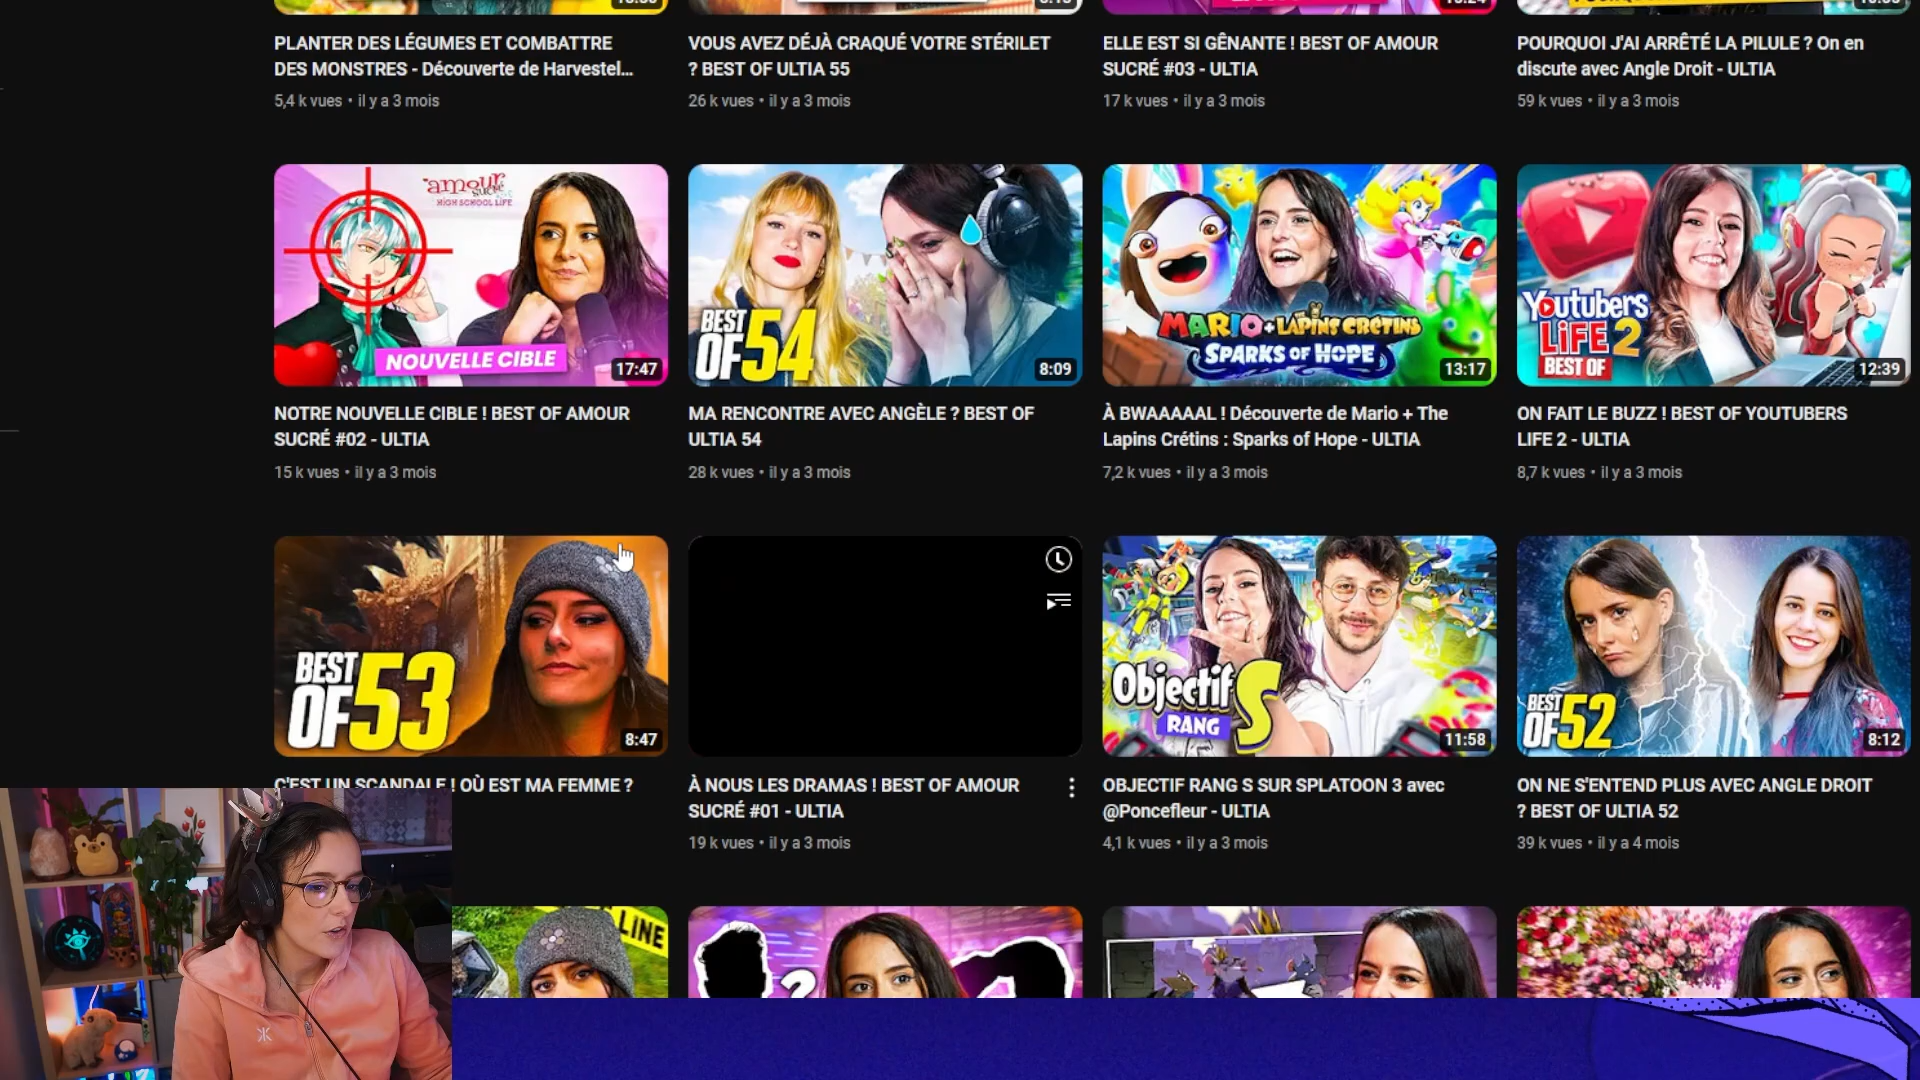 PLANTER DES LÉGUMES ET COMBATTRE
DES MONSTRES - Découverte de Harvestel...
5,4 k vues • il y a 3 mois
VOUS AVEZ DÉJÀ CRAQUÉ VOTRE STÉRILET
? BEST OF ULTIA 55
26 k vues • il y a 3 mois
ELLE EST SI GÊNANTE ! BEST OF AMOUR
SUCRÉ #03 - ULTIA
17 k vues • il y a 3 mois
POURQUOI J'AI ARRÊTÉ LA PILULE ? On en
discute avec Angle Droit - ULTIA
59 k vues • il y a 3 mois
amour
sucré
HIGH SCHOOL LIFE
NOUVELLE CIBLE
17:47
NOTRE NOUVELLE CIBLE ! BEST OF AMOUR
SUCRÉ #02 - ULTIA
15 k vues • il y a 3 mois
BEST
OF 54
8:09
MA RENCONTRE AVEC ANGÈLE ? BEST OF
ULTIA 54
28 k vues • il y a 3 mois
MARIO + LAPINS CRÉTINS
SPARKS OF HOPE
13:17
À BWAAAAAL ! Découverte de Mario + The
Lapins Crétins : Sparks of Hope - ULTIA
7,2 k vues • il y a 3 mois
Youtubers
LIFE 2
BEST OF
12:39
ON FAIT LE BUZZ ! BEST OF YOUTUBERS
LIFE 2 - ULTIA
8,7 k vues • il y a 3 mois
BEST
OF 53
8:47
C'EST UN SCANDALE ! OÙ EST MA FEMME ?
À NOUS LES DRAMAS ! BEST OF AMOUR
SUCRÉ #01 - ULTIA
19 k vues • il y a 3 mois
Objectif S
RANG
11:58
OBJECTIF RANG S SUR SPLATOON 3 avec
@Poncefleur - ULTIA
4,1 k vues • il y a 3 mois
BEST
OF 52
8:12
ON NE S'ENTEND PLUS AVEC ANGLE DROIT
? BEST OF ULTIA 52
39 k vues • il y a 4 mois
LINE
?